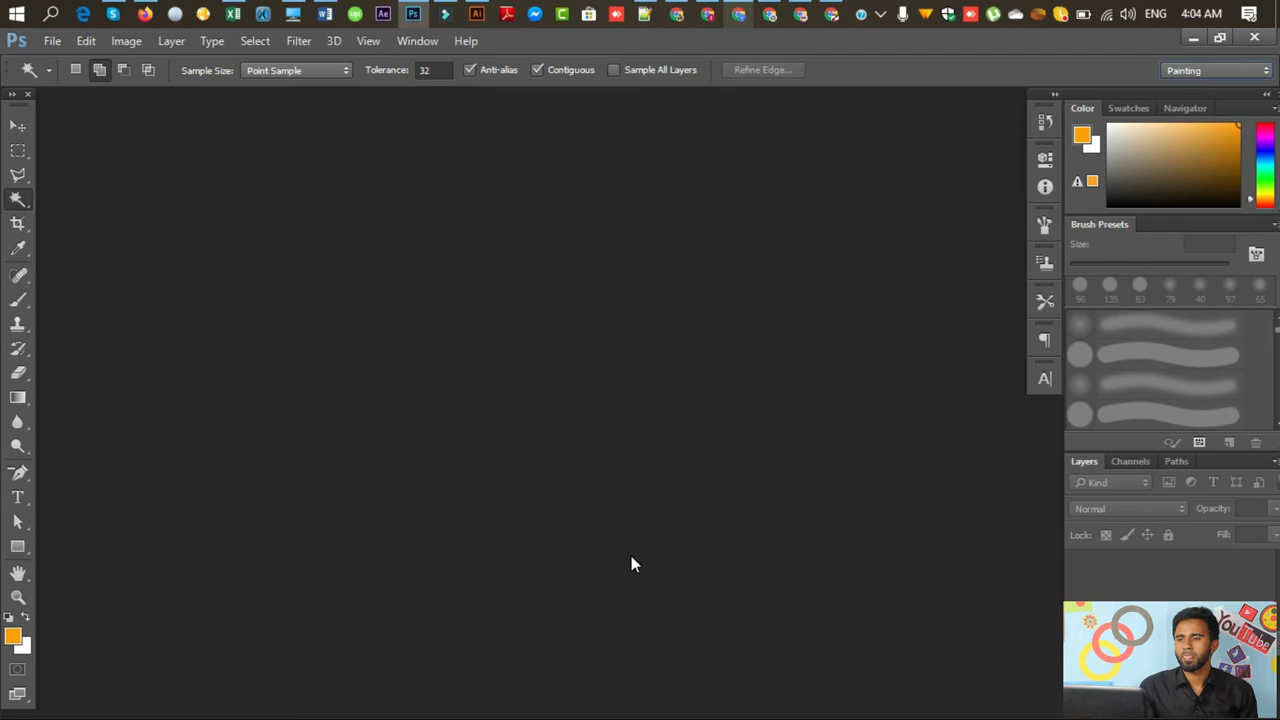 ENG 4:04 AM
Ps File Edit Image Layer Type Select Filter 3D View Window Help
Sample Size: Point Sample Tolerance: 32 Anti-alias Contiguous Sample All Layers Refine Edge... Painting
Color Swatches Navigator
Brush Presets
Size:
96 139 83 79 40 97 65
Layers Channels Paths
Kind
Normal Opacity:
Lock: Fill:
YouTube